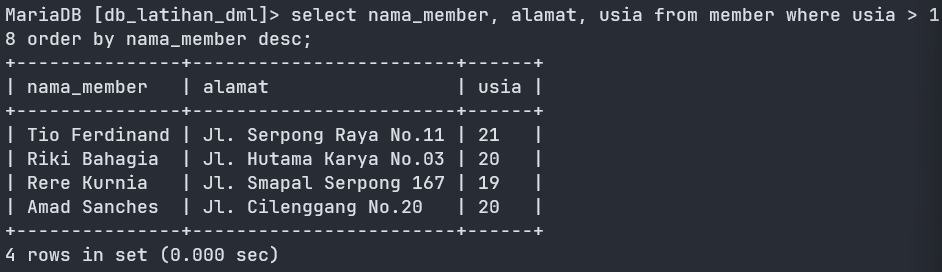 MariaDB [db_latihan_dml]> select nama_member, alamat, usia from member where usia > 1
8 order by nama_member desc;
+---------------+-----------------------+------+
| nama_member   | alamat                | usia |
+---------------+-----------------------+------+
| Tio Ferdinand | Jl. Serpong Raya No.11 | 21   |
| Riki Bahagia  | Jl. Hutama Karya No.03 | 20   |
| Rere Kurnia   | Jl. Smapal Serpong 167 | 19   |
| Amad Sanches  | Jl. Cilenggang No.20   | 20   |
+---------------+-----------------------+------+
4 rows in set (0.000 sec)